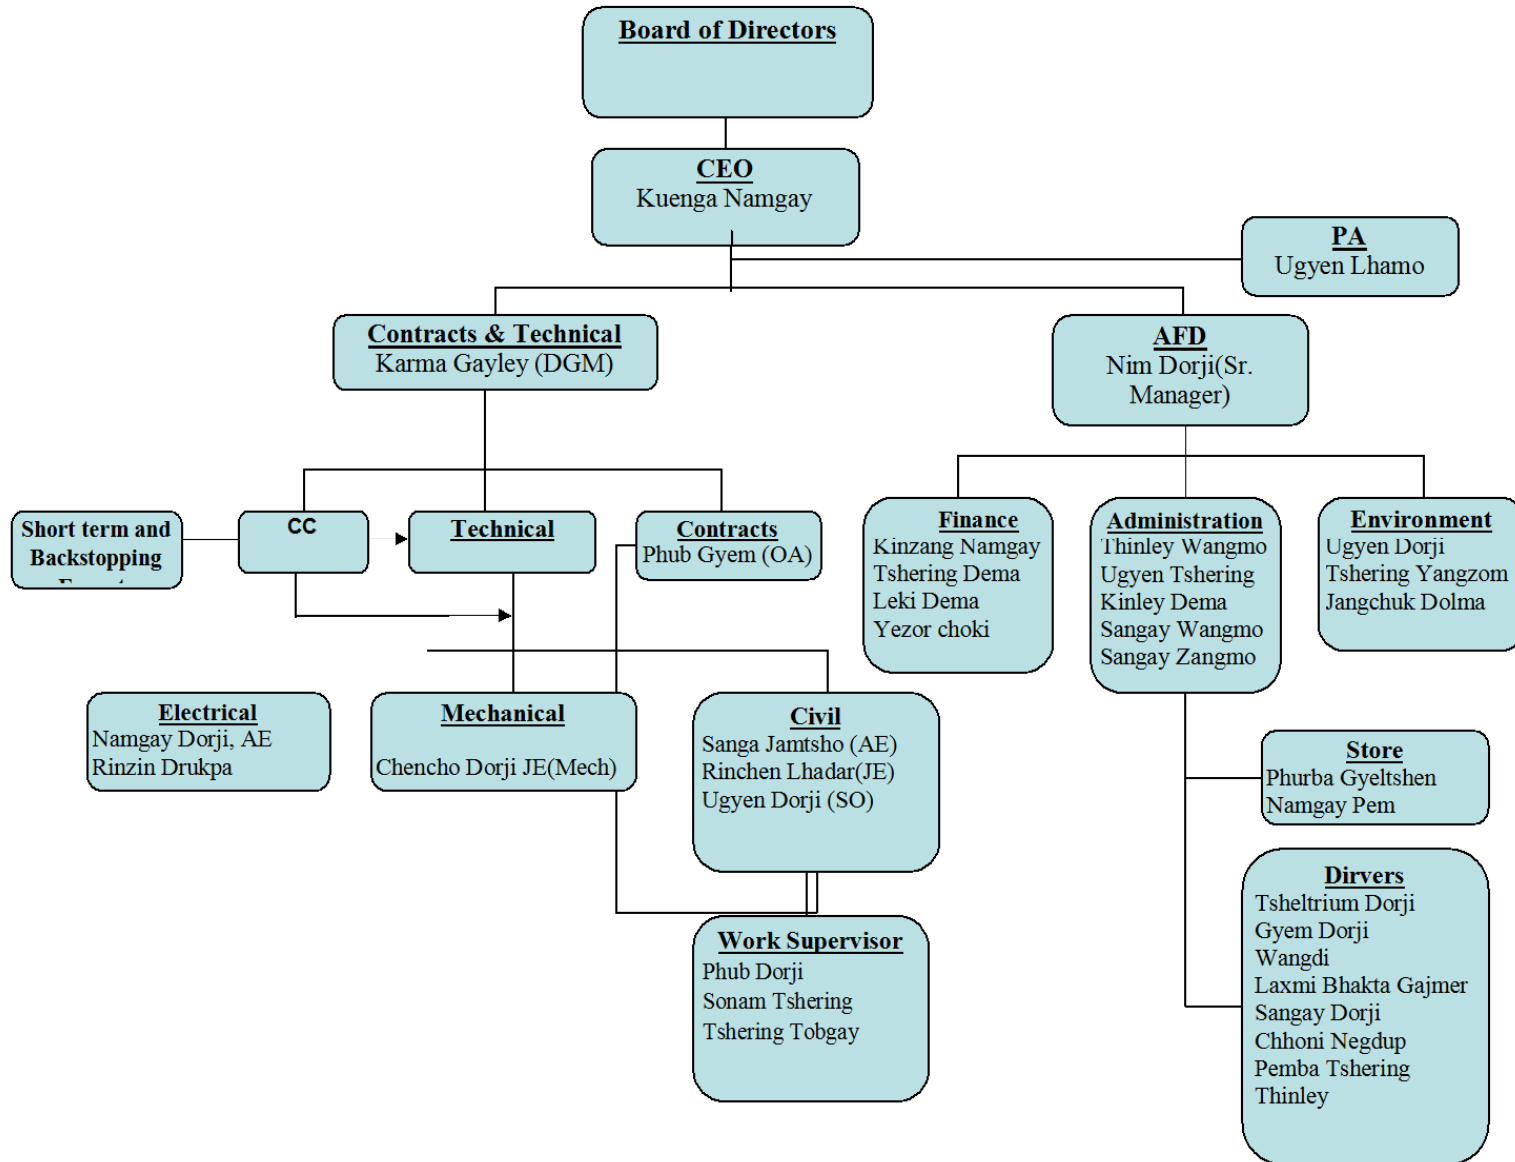 Board of Directors
CEO
Kuenga Namgay
PA
Ugyen Lhamo
Contracts & Technical
Karma Gayley (DGM)
AFD
Nim Dorji(Sr.
Manager)
Short term and
Backstopping
CC
Technical
Contracts
Phub Gyem (OA)
Finance
Kinzang Namgay
Tshering Dema
Leki Dema
Yezor choki
Administration
Thinley Wangmo
Ugyen Tshering
Kinley Dema
Sangay Wangmo
Sangay Zangmo
Environment
Ugyen Dorji
Tshering Yangzom
Jangchuk Dolma
Electrical
Namgay Dorji, AE
Rinzin Drukpa
Mechanical
Chencho Dorji JE(Mech)
Civil
Sanga Jamtsho (AE)
Rinchen Lhadar(JE)
Ugyen Dorji (SO)
Store
Phurba Gyeltshen
Namgay Pem
Work Supervisor
Phub Dorji
Sonam Tshering
Tshering Tobgay
Dirvers
Tsheltrium Dorji
Gyem Dorji
Wangdi
Laxmi Bhakta Gajmer
Sangay Dorji
Chhoni Negdup
Pemba Tshering
Thinley